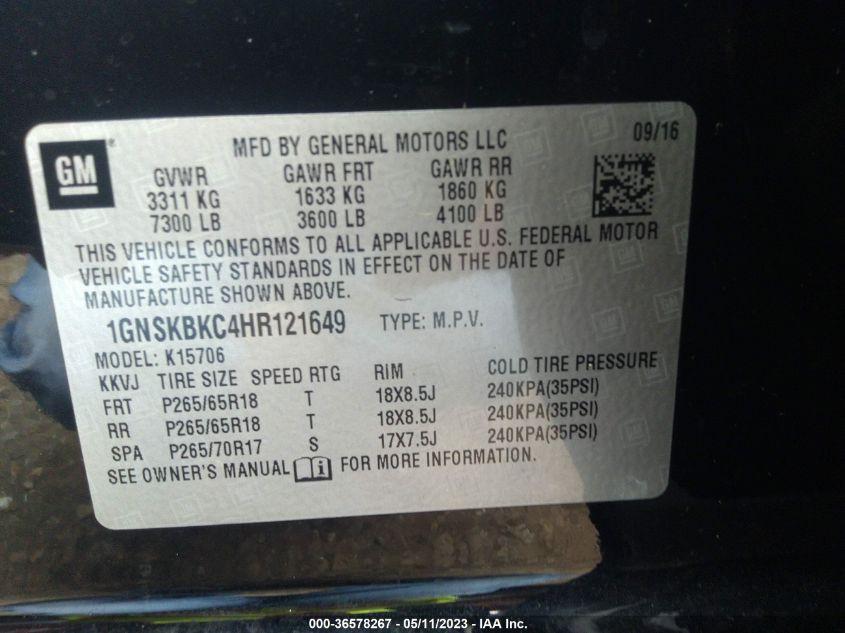 GM
®
MFD BY GENERAL MOTORS LLC 09/16
GVWR GAWR FRT GAWR RR
3311 KG 1633 KG 1860 KG
7300 LB 3600 LB 4100 LB
THIS VEHICLE CONFORMS TO ALL APPLICABLE U.S. FEDERAL MOTOR
VEHICLE SAFETY STANDARDS IN EFFECT ON THE DATE OF
MANUFACTURE SHOWN ABOVE.
1GNSKBKC4HR121649 TYPE: M.P.V.
MODEL: K15706
KKVJ TIRE SIZE SPEED RTG RIM COLD TIRE PRESSURE
FRT P265/65R18 T 18X8.5J 240KPA(35PSI)
RR P265/65R18 T 18X8.5J 240KPA(35PSI)
SPA P265/70R17 S 17X7.5J 240KPA(35PSI)
SEE OWNER'S MANUAL i FOR MORE INFORMATION.
000-36578267 - 05/11/2023 - IAA Inc.